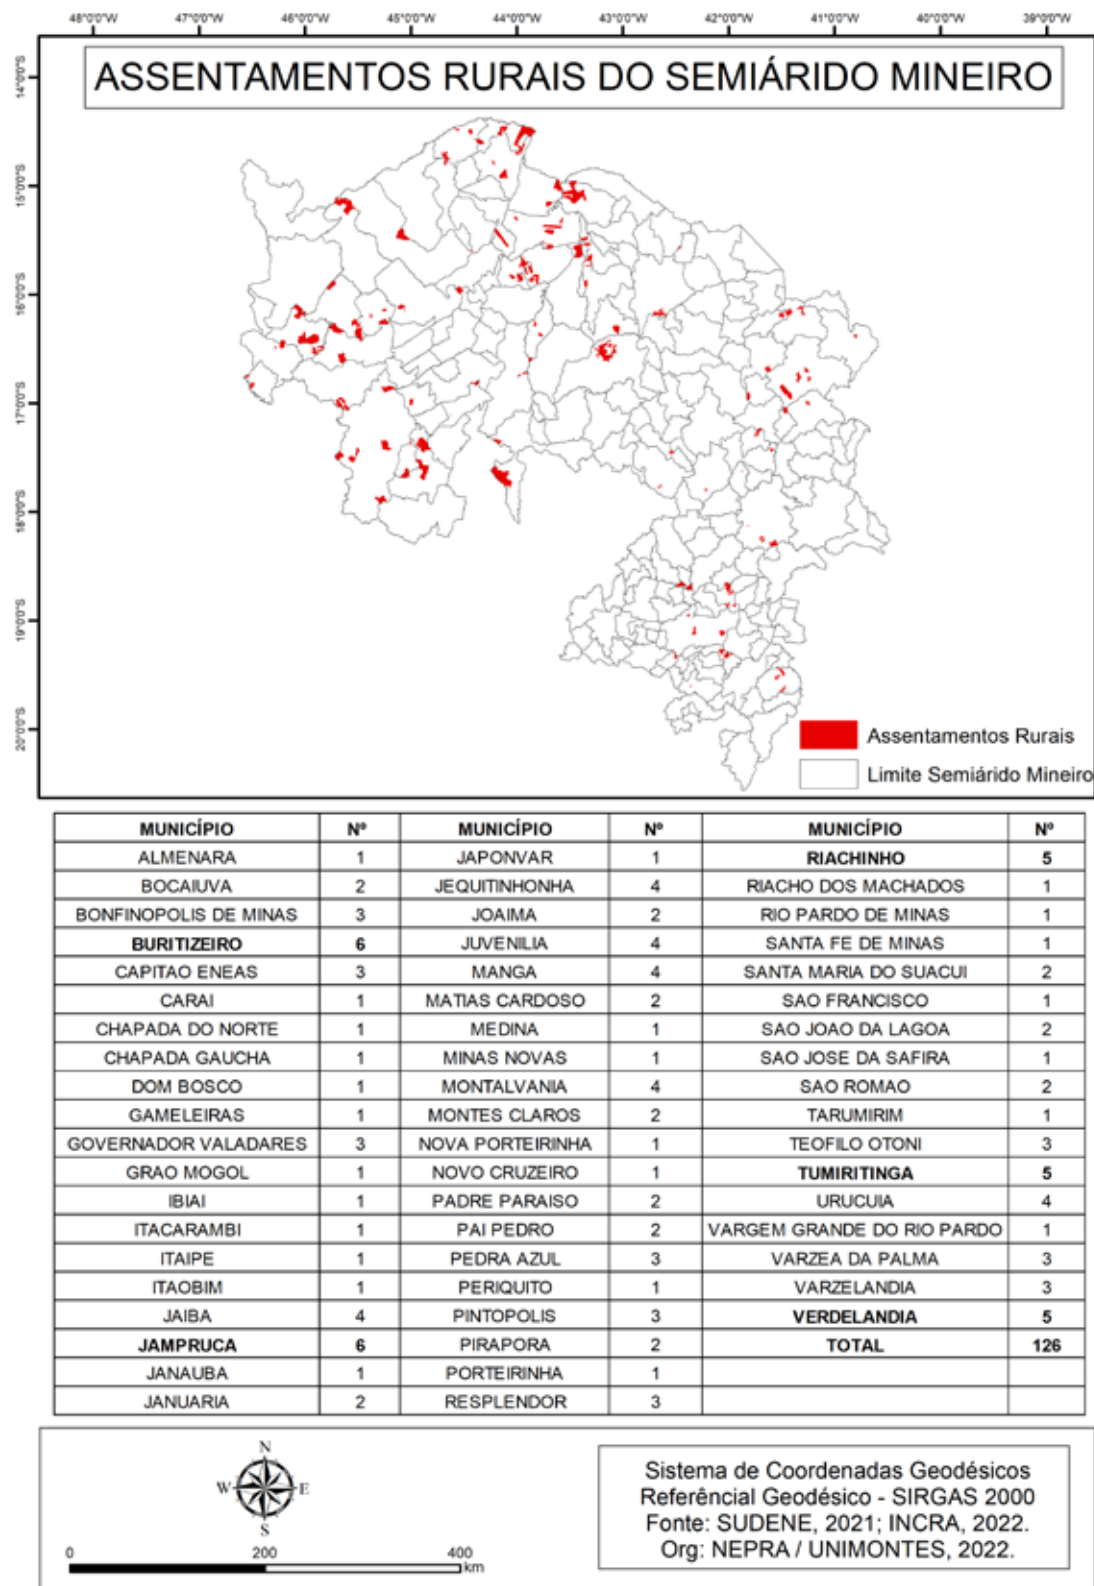 48°0'0"W 47°0'0"W 46°0'0"W 45°0'0"W 44°0'0"W 43°0'0"W 42°0'0"W 41°0'0"W 40°0'0"W 39°0'0"W
ASSENTAMENTOS RURAIS DO SEMIÁRIDO MINEIRO
14°0'0"S
15°0'0"S
16°0'0"S
17°0'0"S
18°0'0"S
19°0'0"S
20°0'0"S
Assentamentos Rurais
Limite Semiárido Mineiro
MUNICÍPIO Nº MUNICÍPIO Nº MUNICÍPIO Nº
ALMENARA 1 JAPONVAR 1 RIACHINHO 5
BOCAIUVA 2 JEQUITINHONHA 4 RIACHO DOS MACHADOS 1
BONFINOPOLIS DE MINAS 3 JOAIMA 2 RIO PARDO DE MINAS 1
BURITIZEIRO 6 JUVENILIA 4 SANTA FE DE MINAS 1
CAPITAO ENEAS 3 MANGA 4 SANTA MARIA DO SUACUI 2
CARAI 1 MATIAS CARDOSO 2 SAO FRANCISCO 1
CHAPADA DO NORTE 1 MEDINA 1 SAO JOAO DA LAGOA 2
CHAPADA GAUCHA 1 MINAS NOVAS 1 SAO JOSE DA SAFIRA 1
DOM BOSCO 1 MONTALVANIA 4 SAO ROMAO 2
GAMELEIRAS 1 MONTES CLAROS 2 TARUMIRIM 1
GOVERNADOR VALADARES 3 NOVA PORTEIRINHA 1 TEOFILO OTONI 3
GRAO MOGOL 1 NOVO CRUZEIRO 1 TUMIRITINGA 5
IBIAI 1 PADRE PARAISO 2 URUCUIA 4
ITACARAMBI 1 PAI PEDRO 2 VARGEM GRANDE DO RIO PARDO 1
ITAIPE 1 PEDRA AZUL 3 VARZEA DA PALMA 3
ITAOBIM 1 PERIQUITO 1 VARZELANDIA 3
JAIBA 4 PINTOPOLIS 3 VERDELANDIA 5
JAMPRUCA 6 PIRAPORA 2 TOTAL 126
JANAUBA 1 PORTEIRINHA 1
JANUARIA 2 RESPLENDOR 3
N
W E
S
0 200 400
km
Sistema de Coordenadas Geodésicos
Referêncial Geodésico - SIRGAS 2000
Fonte: SUDENE, 2021; INCRA, 2022.
Org: NEPRA / UNIMONTES, 2022.